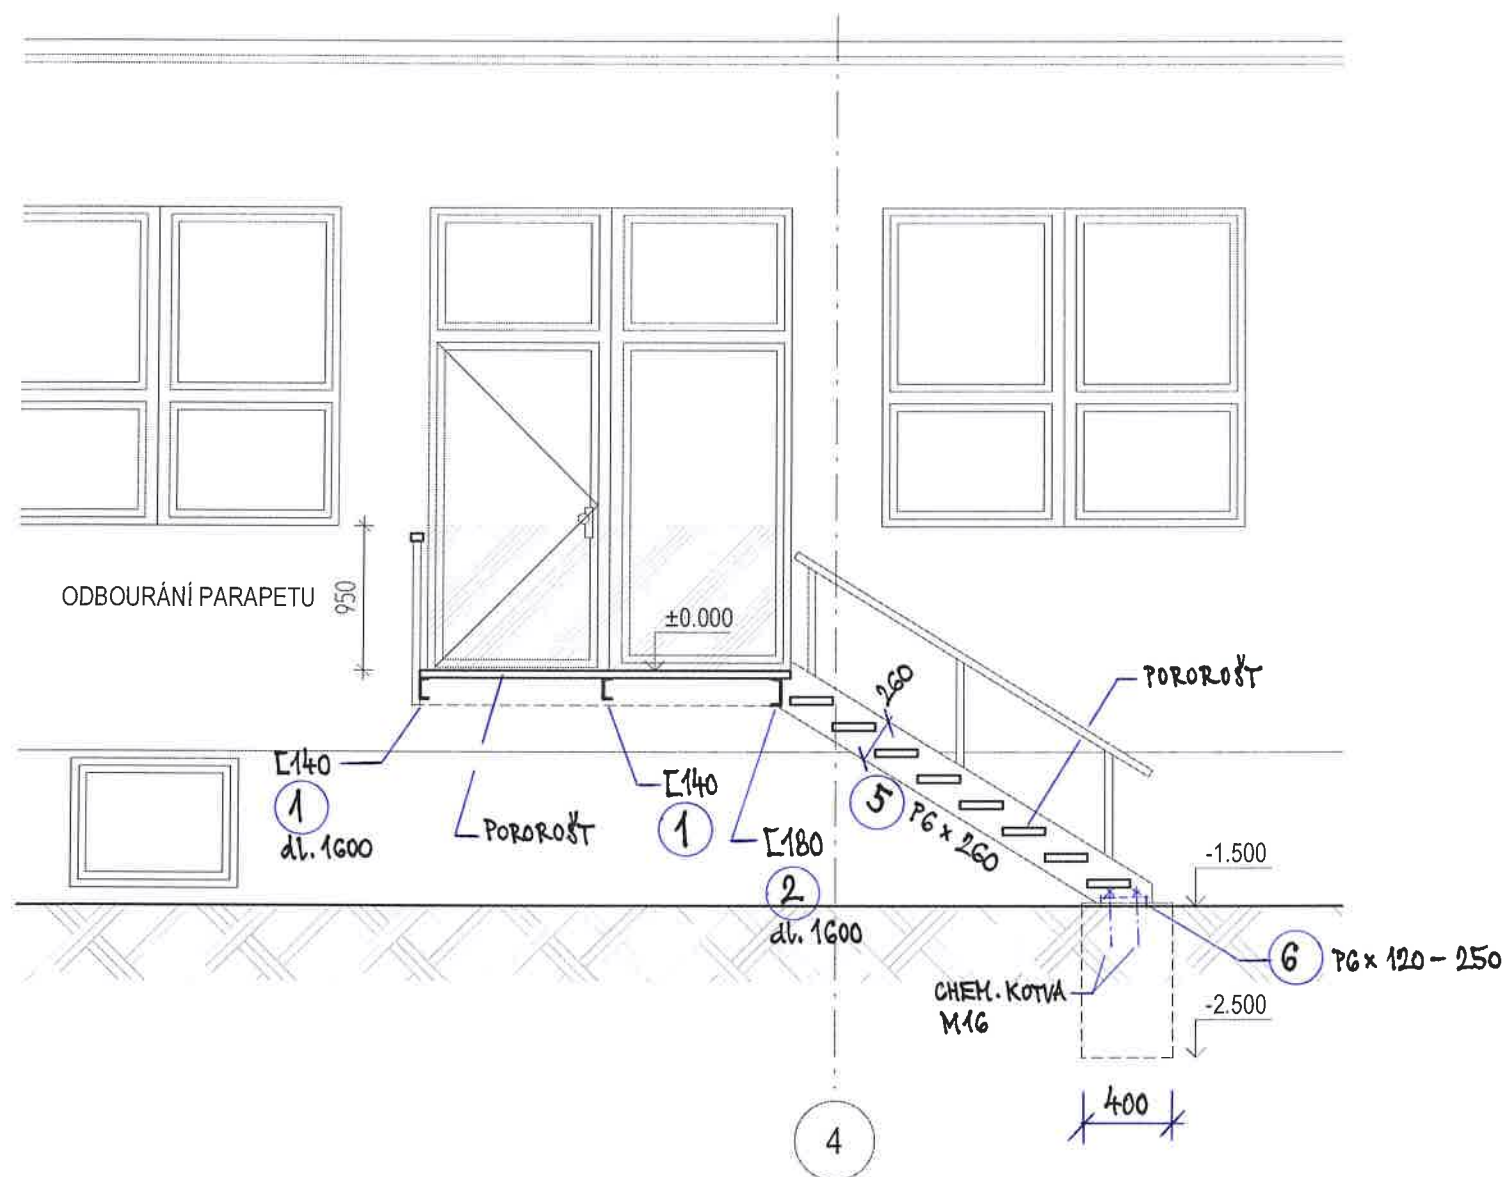 ODBOURÁNÍ PARAPETU
950
±0.000
260
POROROŠT
[140
1
dl. 1600
POROROŠT
[140
1
[180
2
dl. 1600
5
P6 x 260
-1.500
6
P6 x 120 - 250
CHEM. KOTVA
M16
-2.500
400
4